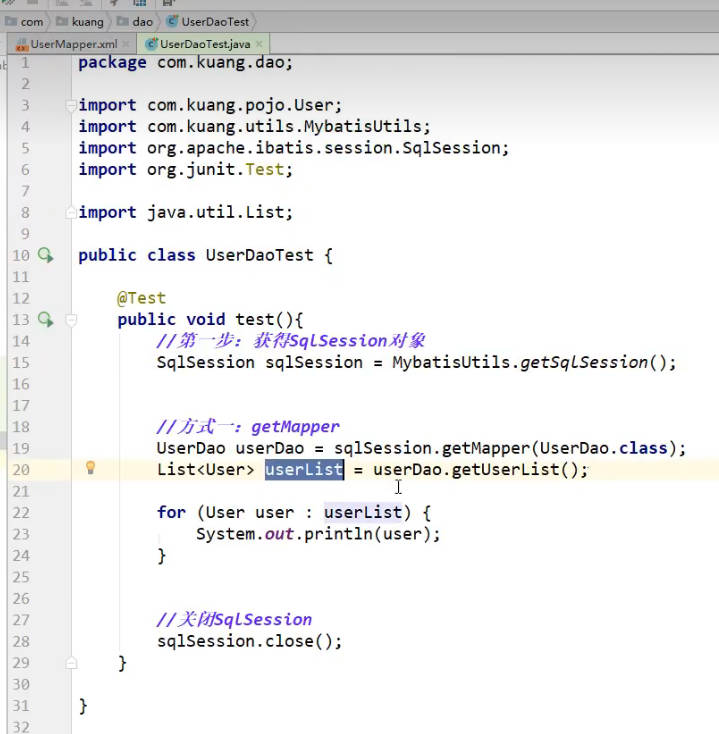 com kuang dao UserDaoTest
UserMapper.xml UserDaoTest.java
1 package com.kuang.dao;
2
3 import com.kuang.pojo.User;
4 import com.kuang.utils.MybatisUtils;
5 import org.apache.ibatis.session.SqlSession;
6 import org.junit.Test;
7
8 import java.util.List;
9
10 public class UserDaoTest {
11
12 @Test
13 public void test(){
14 //第一步：获得SqlSession对象
15 SqlSession sqlSession = MybatisUtils.getSqlSession();
16
17
18 //方式一：getMapper
19 UserDao userDao = sqlSession.getMapper(UserDao.class);
20 List<User> userList = userDao.getUserList();
21
22 for (User user : userList) {
23 System.out.println(user);
24 }
25
26
27 //关闭SqlSession
28 sqlSession.close();
29 }
30
31 }
32